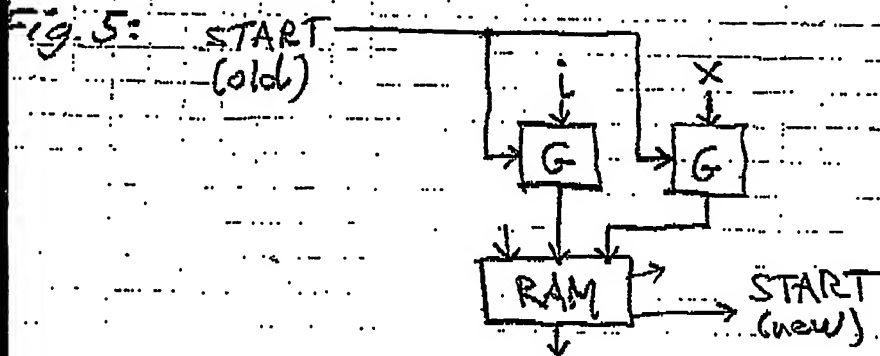 Fig. 5:
START
(old)
i
x
G
G
RAM
START
(new)